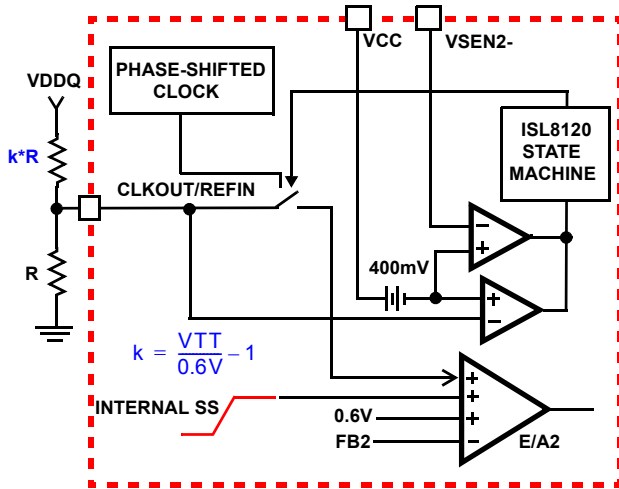 VCC
VSEN2-
PHASE-SHIFTED
CLOCK
VDDQ
k*R
ISL8120
STATE
MACHINE
CLKOUT/REFIN
−
+
R
400mV
+
−
k = VTT/0.6V − 1
INTERNAL SS
+
+
0.6V
+
FB2
−
E/A2